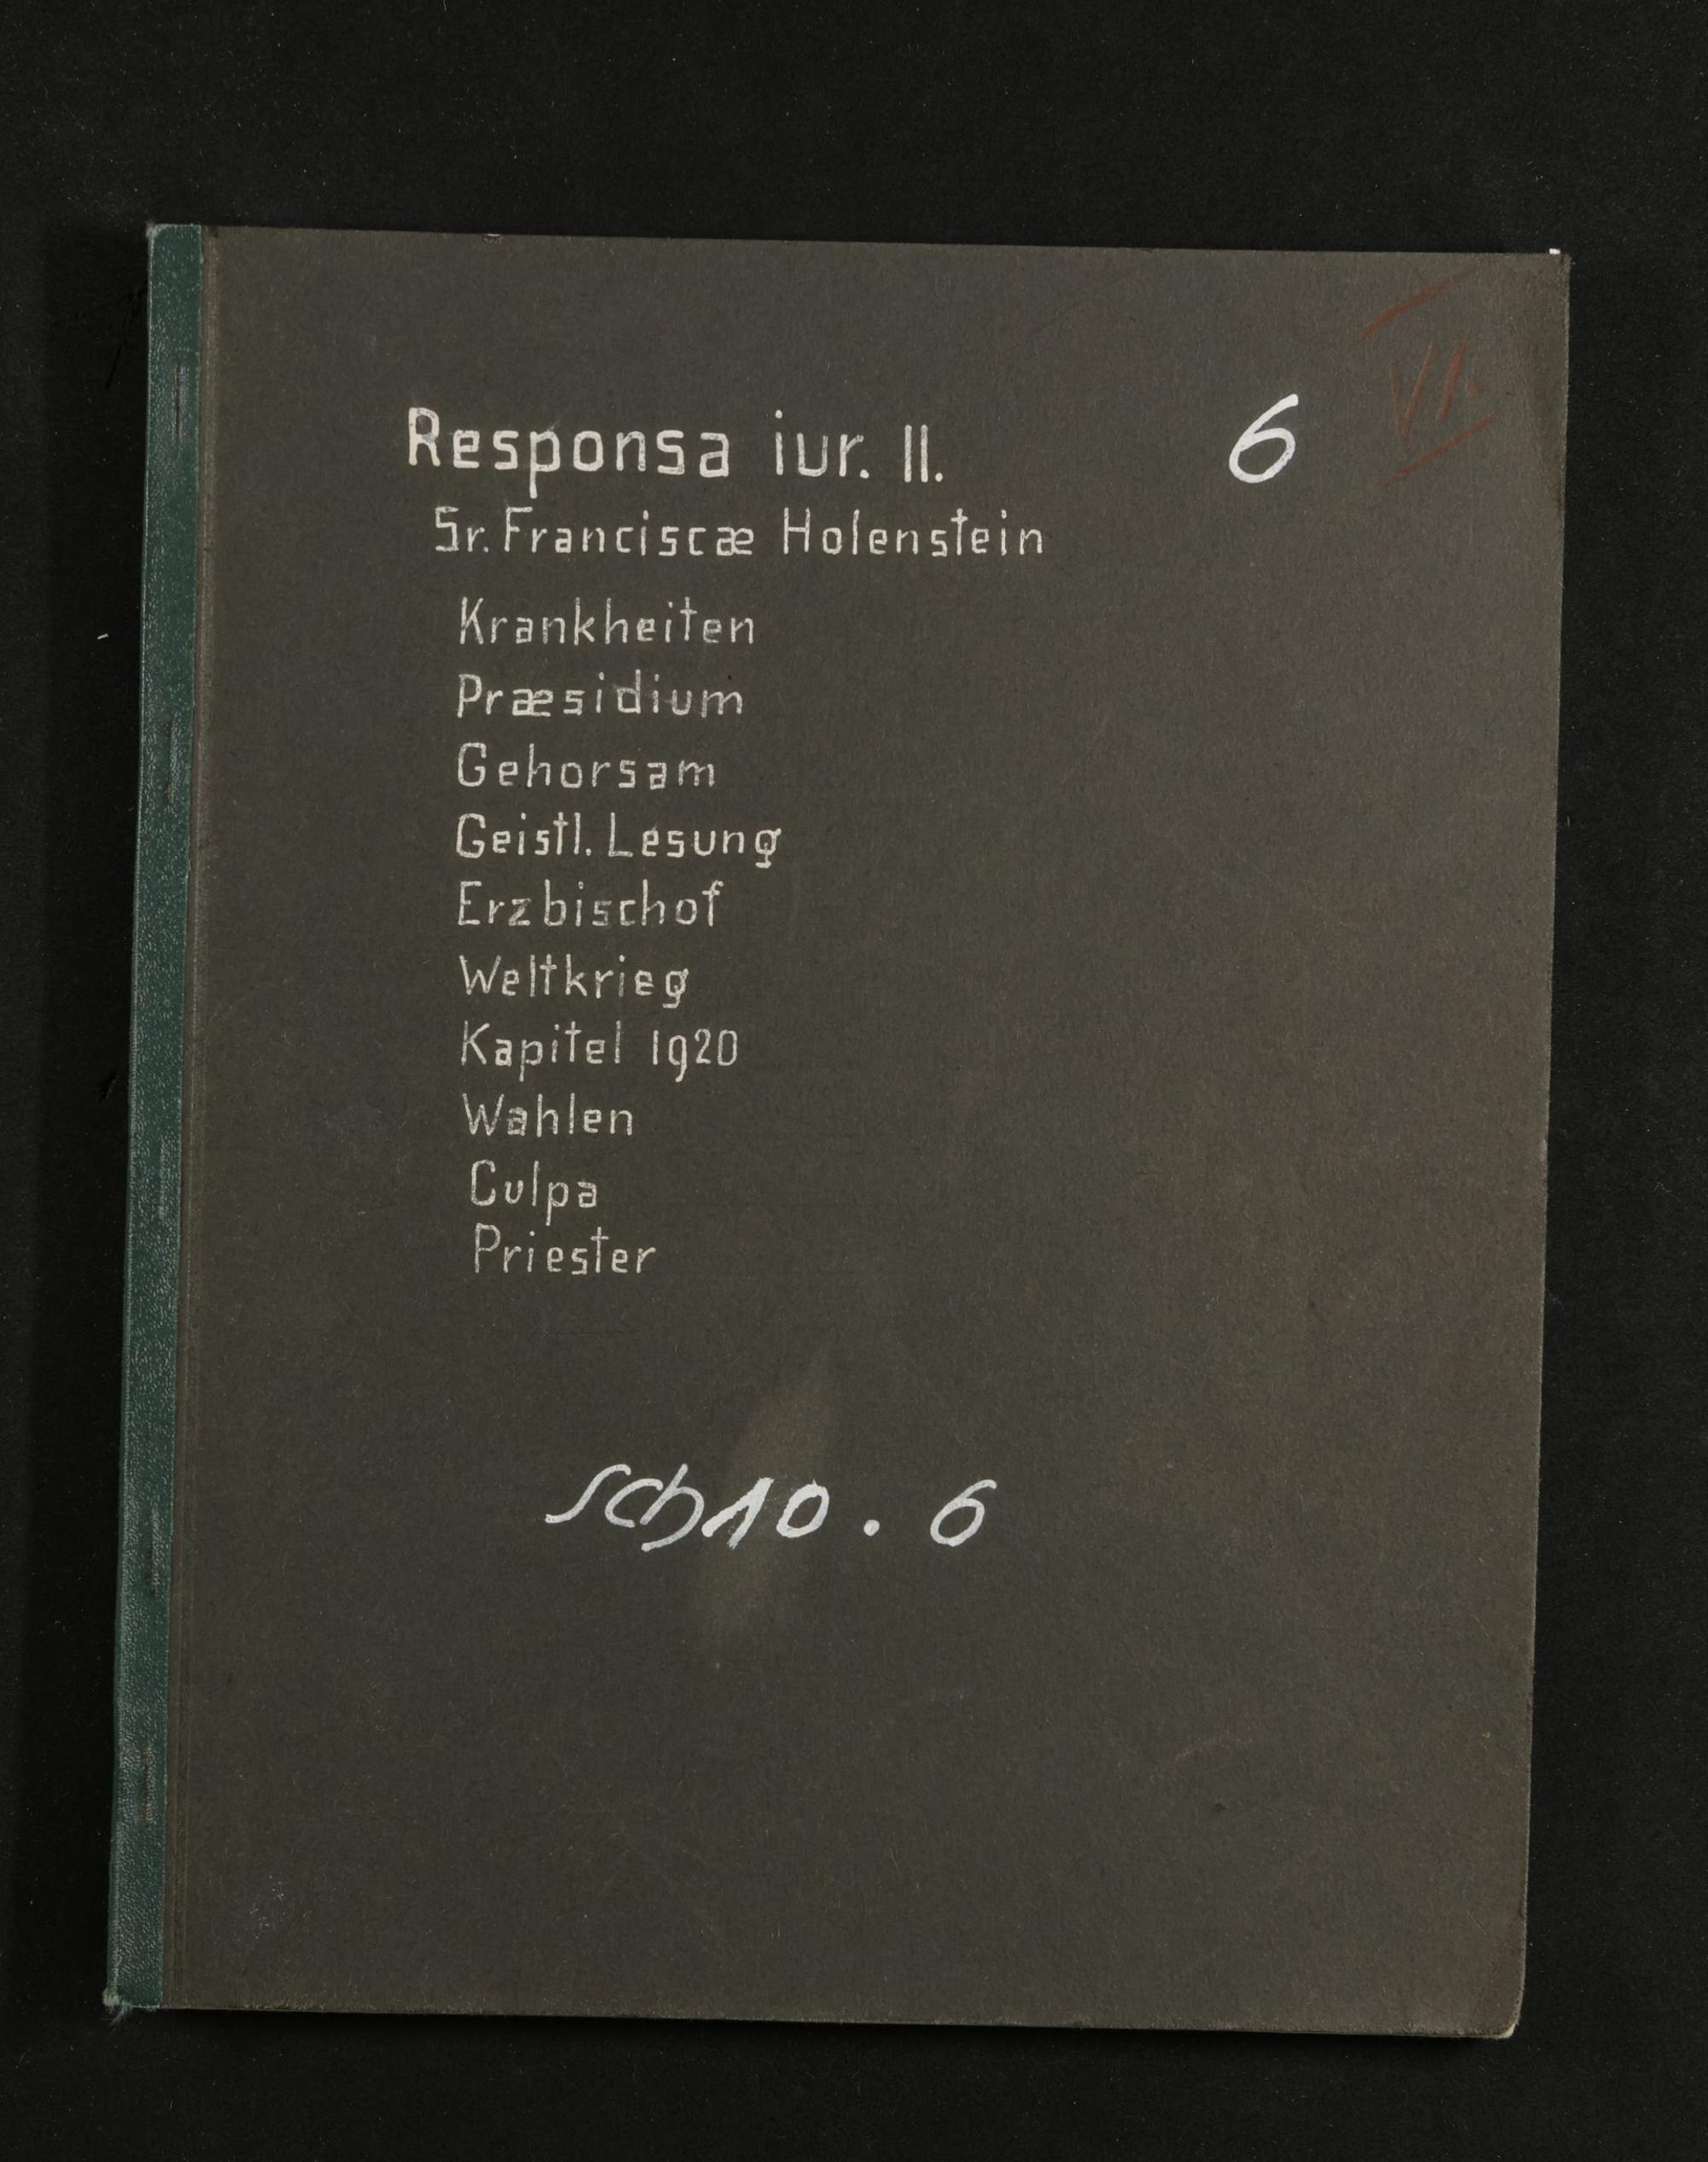 VI.
Responsa iur. II. 6
Sr. Franciscæ Holenstein
Krankheiten
Præsidium
Gehorsam
Geistl. Lesung
Erzbischof
Weltkrieg
Kapitel 1920
Wahlen
Culpa
Priester
Sch10.6